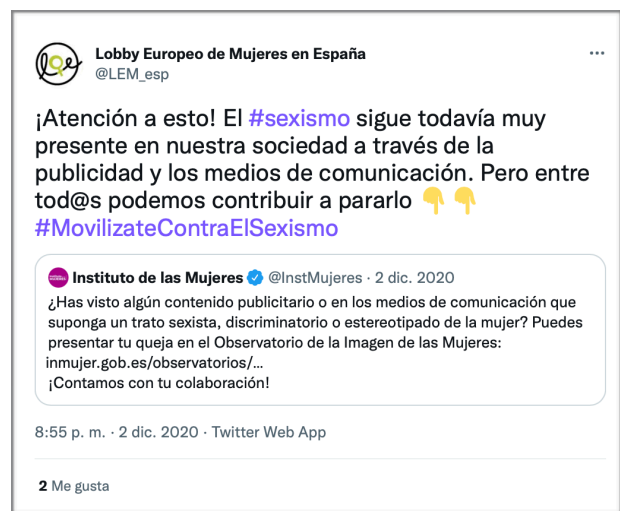 Lobby Europeo de Mujeres en España
@LEM_esp
¡Atención a esto! El #sexismo sigue todavía muy
presente en nuestra sociedad a través de la
publicidad y los medios de comunicación. Pero entre
tod@s podemos contribuir a pararlo 👇 👇
#MovilizateContraElSexismo
Instituto de las Mujeres @InstMujeres · 2 dic. 2020
¿Has visto algún contenido publicitario o en los medios de comunicación que
suponga un trato sexista, discriminatorio o estereotipado de la mujer? Puedes
presentar tu queja en el Observatorio de la Imagen de las Mujeres:
inmujer.gob.es/observatorios/…
¡Contamos con tu colaboración!
8:55 p. m. · 2 dic. 2020 · Twitter Web App
2 Me gusta